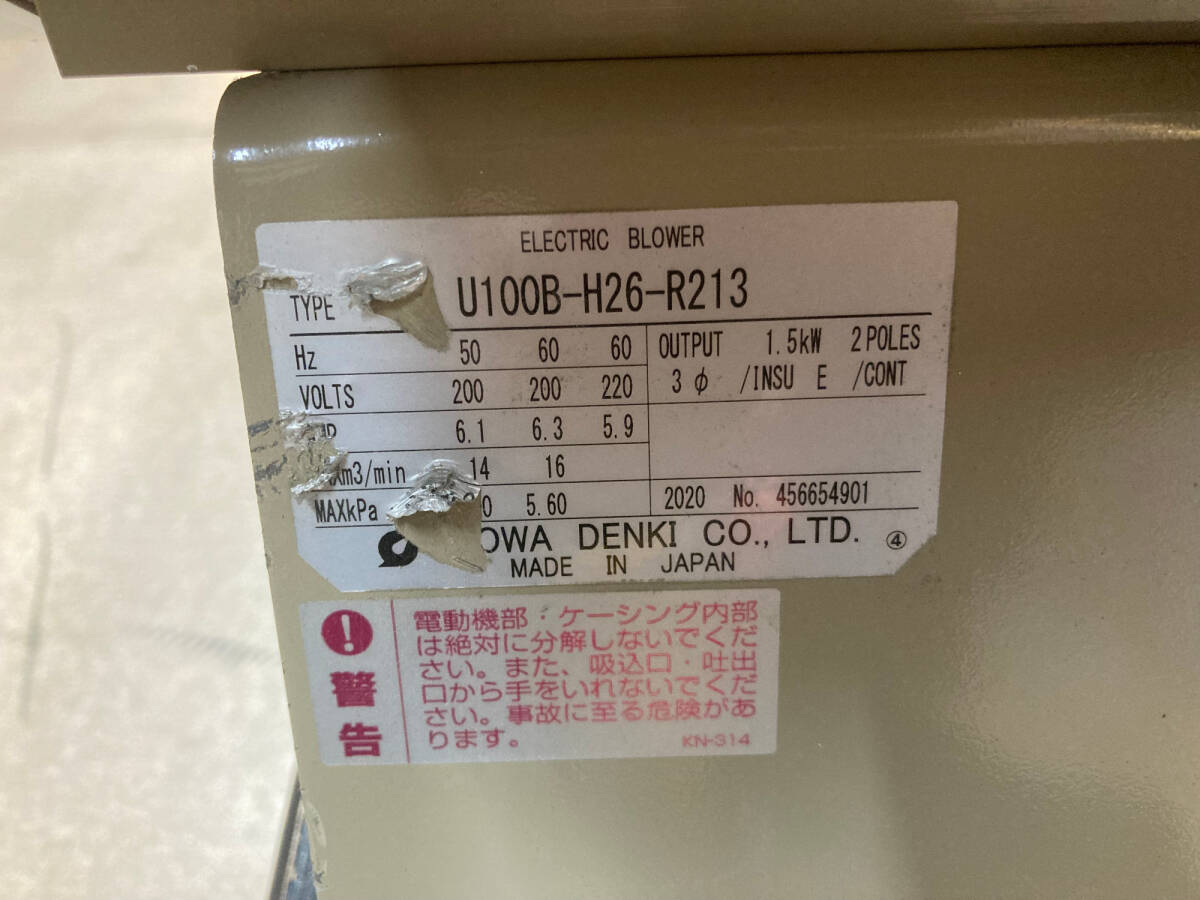 ELECTRIC BLOWER
TYPE U100B-H26-R213
Hz 50 60 60
VOLTS 200 200 220
6.1 6.3 5.9
m3/min 14 16
MAXkPa 5.60
OUTPUT 1.5kW 2 POLES
3 φ /INSU E /CONT
2020 No. 456654901
DENKI CO., LTD. ④
MADE IN JAPAN
警告
電動機部・ケーシング内部
は絶対に分解しないでくだ
さい。また、吸込口・吐出
口から手をいれないでくだ
さい。事故に至る危険があ
ります。
KN-314